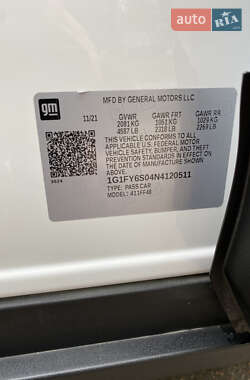 AUTO.RIA
gm
MFD BY GENERAL MOTORS LLC
11/21 GVWR GAWR FRT GAWR RR
2081 KG 1051 KG 1029 KG
4587 LB 2318 LB 2269 LB
THIS VEHICLE CONFORMS TO ALL
APPLICABLE U.S. FEDERAL MOTOR
VEHICLE SAFETY, BUMPER, AND THEFT
PREVENTION STANDARDS IN EFFECT ON THE
DATE OF MANUFACTURE SHOWN ABOVE.
1G1FY6S04N4120511
TYPE: PASS CAR
MODEL: 411FF48